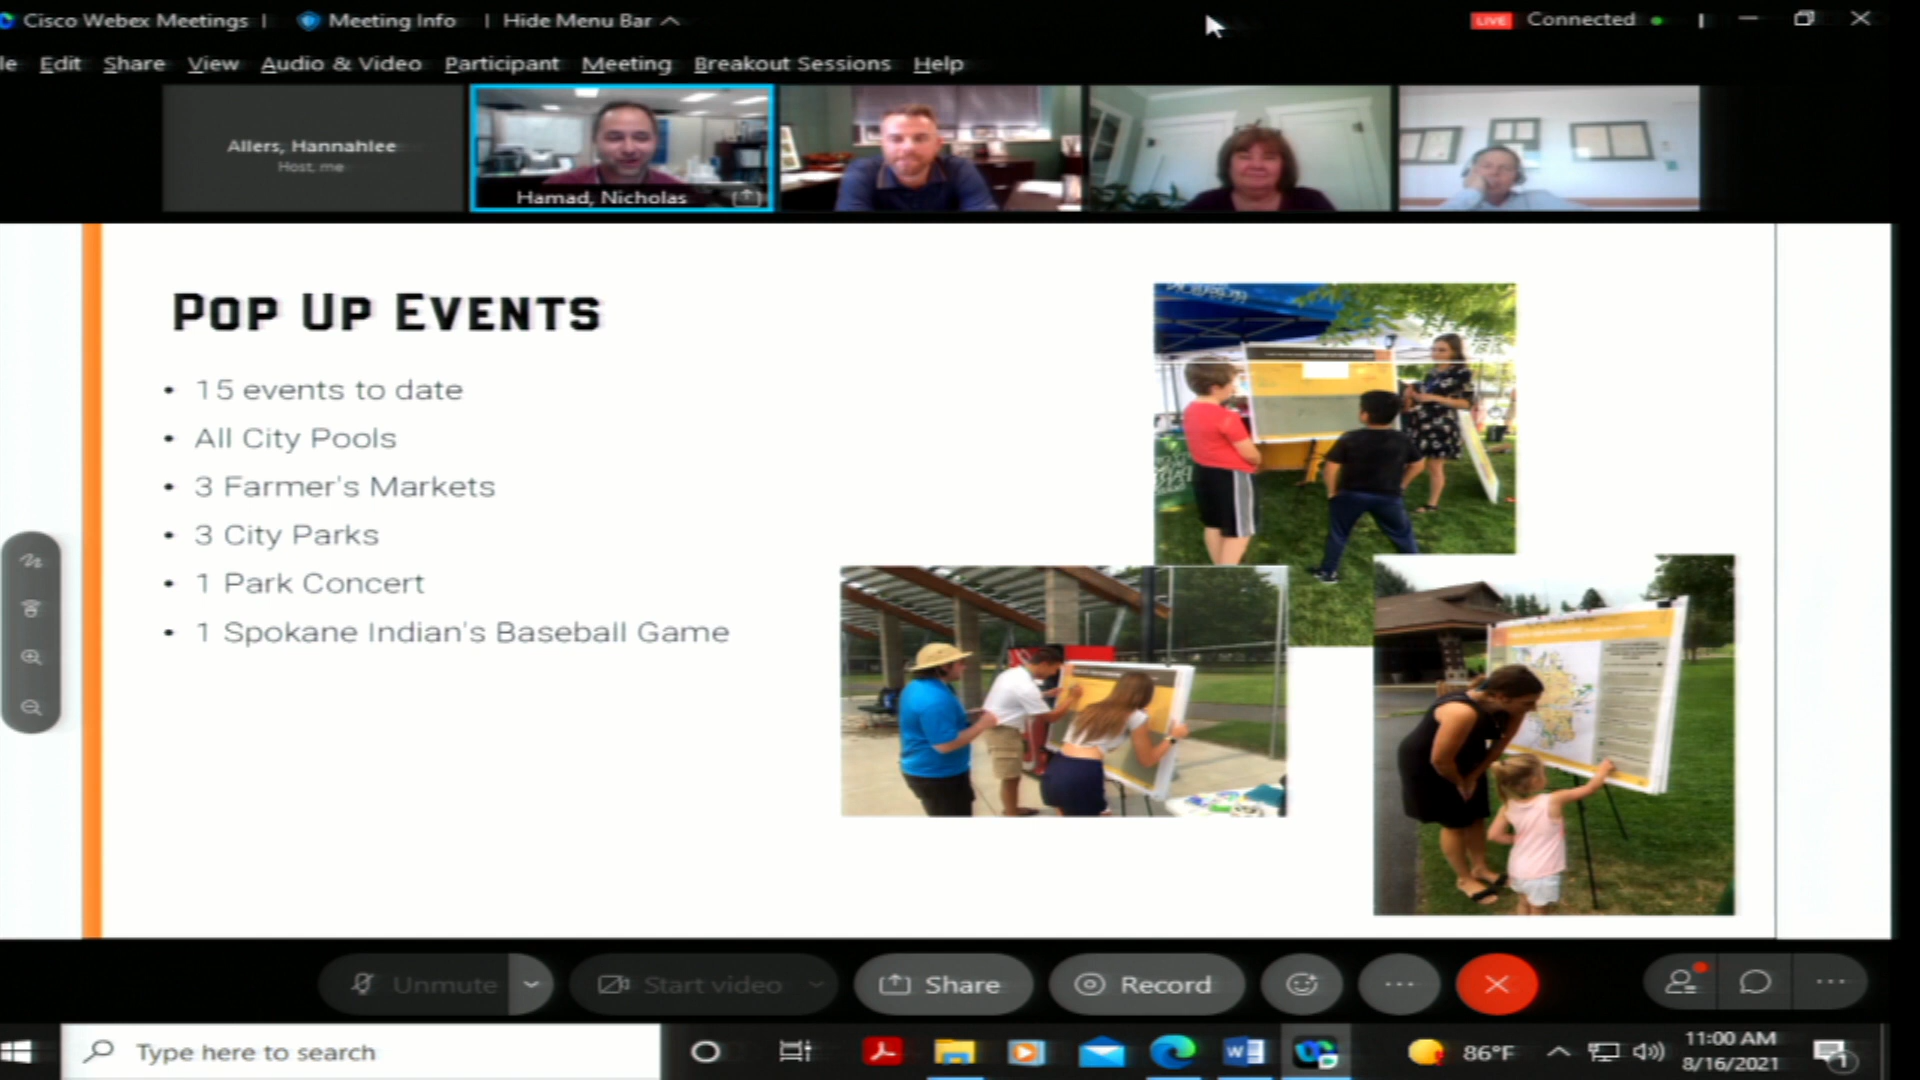 Cisco Webex Meetings | Meeting Info | Hide Menu Bar
LIVE Connected
le Edit Share View Audio & Video Participant Meeting Breakout Sessions Help
Allers, Hannahlee
Host, me
Hamad, Nicholas
Pop Up Events
• 15 events to date
• All City Pools
• 3 Farmer's Markets
• 3 City Parks
• 1 Park Concert
• 1 Spokane Indian's Baseball Game
Unmute
Start video
Share
Record
Type here to search
86°F
11:00 AM
8/16/2021
1